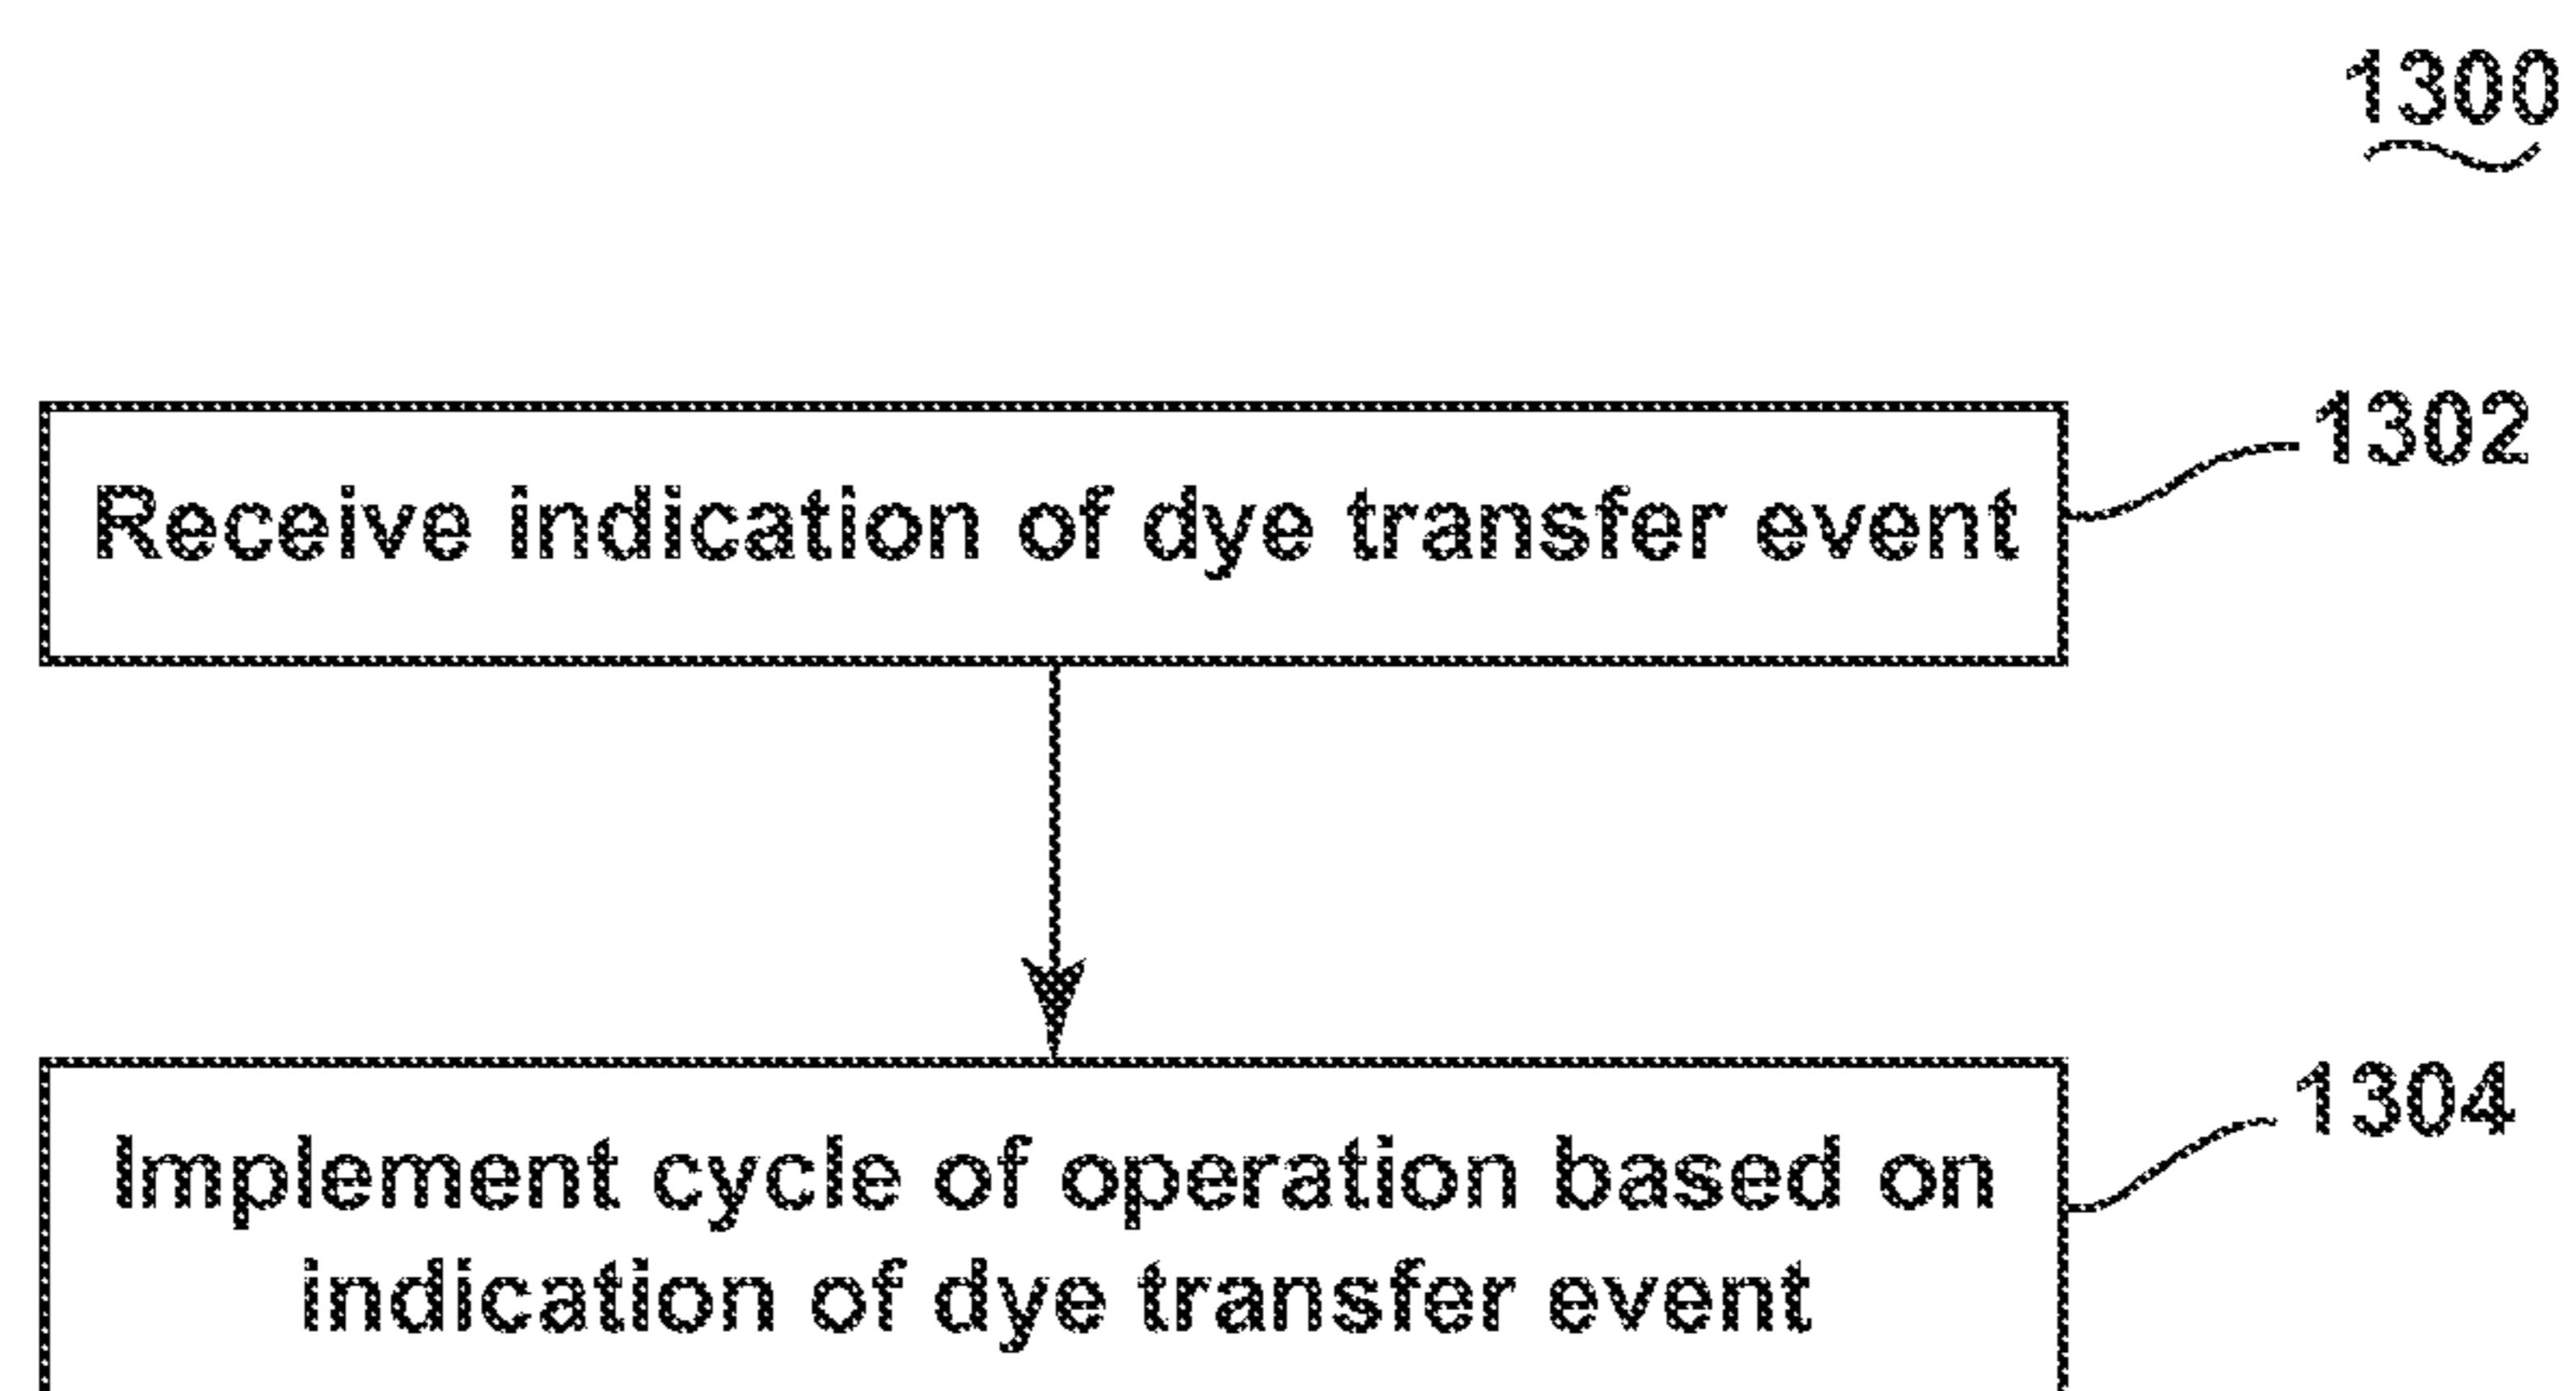 1300
Receive indication of dye transfer event
1302
Implement cycle of operation based on
indication of dye transfer event
1304